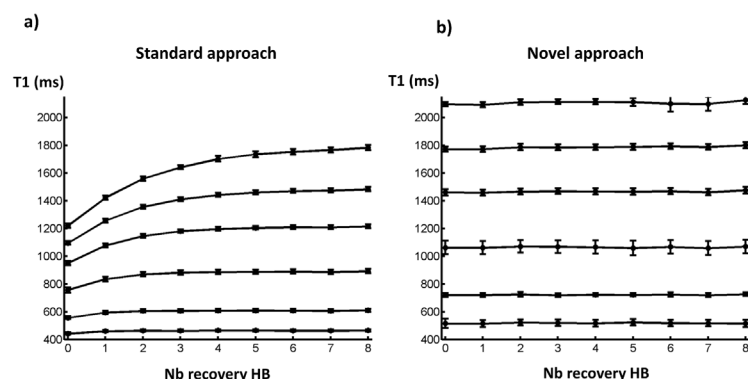 a)
Standard approach
T1 (ms)
2000
1800
1600
1400
1200
1000
800
600
400
0 1 2 3 4 5 6 7 8
Nb recovery HB
b)
Novel approach
T1 (ms)
2000
1800
1600
1400
1200
1000
800
600
400
0 1 2 3 4 5 6 7 8
Nb recovery HB